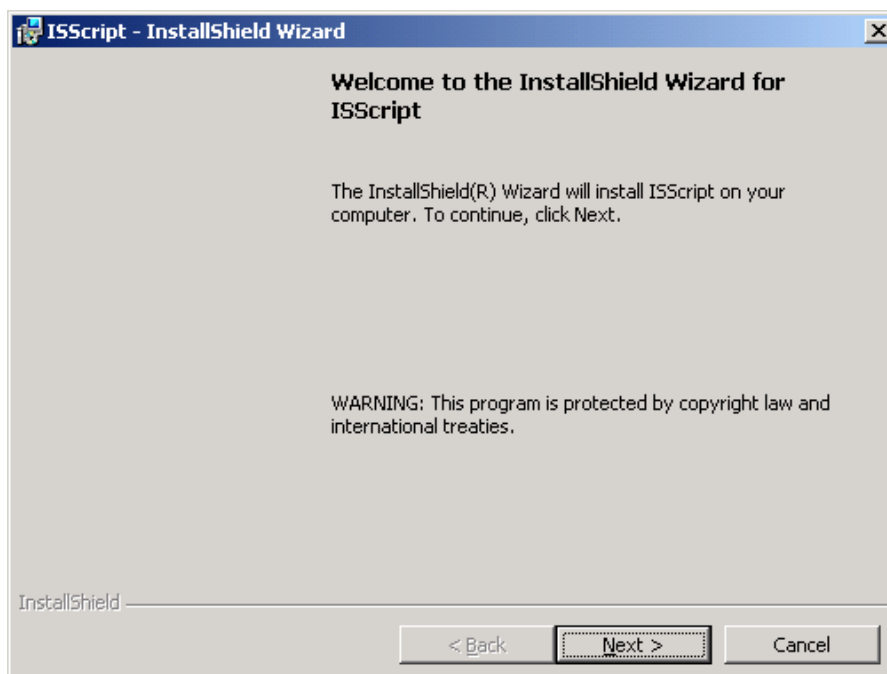 ISScript - InstallShield Wizard
Welcome to the InstallShield Wizard for
ISScript
The InstallShield(R) Wizard will install ISScript on your
computer. To continue, click Next.
WARNING: This program is protected by copyright law and
international treaties.
InstallShield
< Back
Next >
Cancel